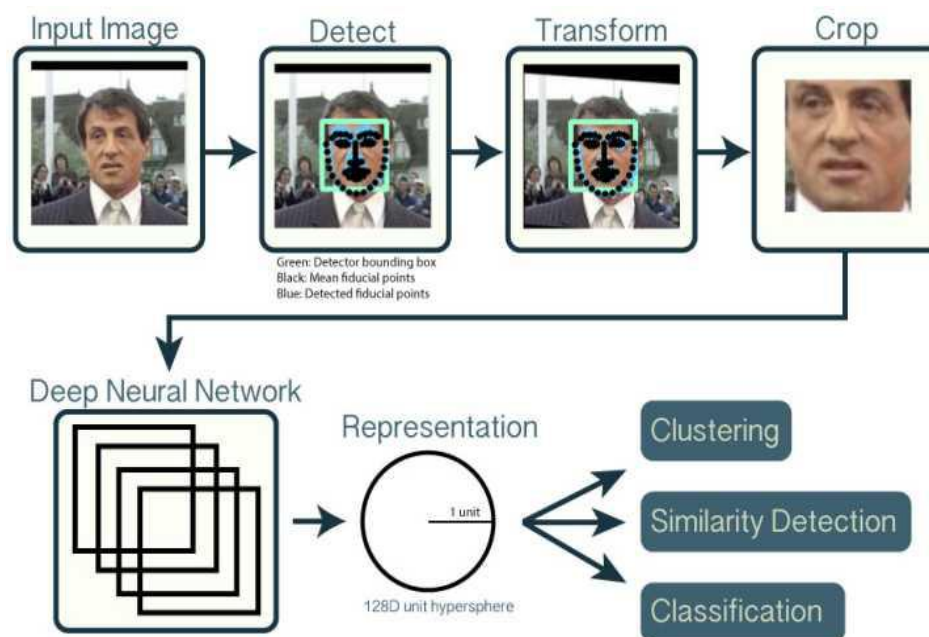 Input Image
Detect
Transform
Crop
Green: Detector bounding box
Black: Mean fiducial points
Blue: Detected fiducial points
Deep Neural Network
Representation
1 unit
128D unit hypersphere
Clustering
Similarity Detection
Classification